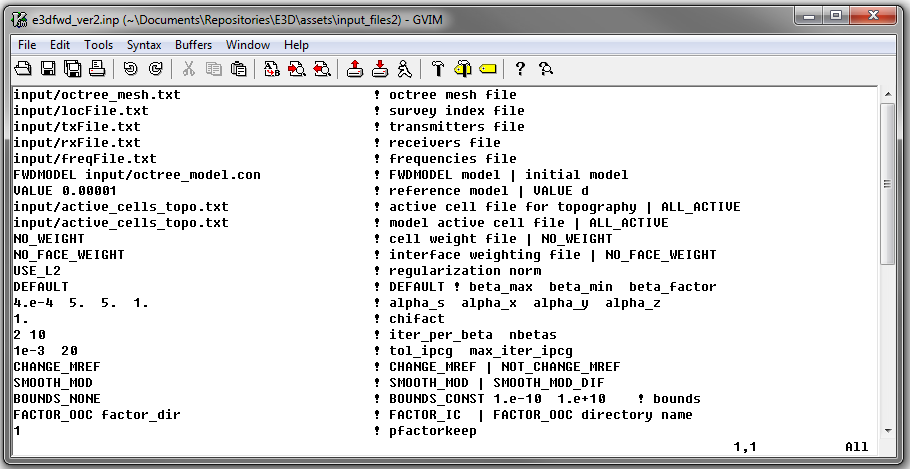 e3dfwd_ver2.inp (~\Documents\Repositories\E3D\assets\input_files2) - GVIM
File Edit Tools Syntax Buffers Window Help
input/octree_mesh.txt ! octree mesh file
input/locFile.txt ! survey index file
input/txFile.txt ! transmitters file
input/rxFile.txt ! receivers file
input/freqFile.txt ! frequencies file
FWDMODEL input/octree_model.con ! FWDMODEL model | initial model
VALUE 0.00001 ! reference model | VALUE d
input/active_cells_topo.txt ! active cell file for topography | ALL_ACTIVE
input/active_cells_topo.txt ! model active cell file | ALL_ACTIVE
NO_WEIGHT ! cell weight file | NO_WEIGHT
NO_FACE_WEIGHT ! interface weighting file | NO_FACE_WEIGHT
USE_L2 ! regularization norm
DEFAULT ! DEFAULT ! beta_max beta_min beta_factor
4.e-4 5. 5. 1. ! alpha_s alpha_x alpha_y alpha_z
1. ! chifact
2 10 ! iter_per_beta nbetas
1e-3 20 ! tol_ipcg max_iter_ipcg
CHANGE_MREF ! CHANGE_MREF | NOT_CHANGE_MREF
SMOOTH_MOD ! SMOOTH_MOD | SMOOTH_MOD_DIF
BOUNDS_NONE ! BOUNDS_CONST 1.e-10 1.e+10 ! bounds
FACTOR_OOC factor_dir ! FACTOR_IC | FACTOR_OOC directory name
1 ! pfactorkeep
1,1 All